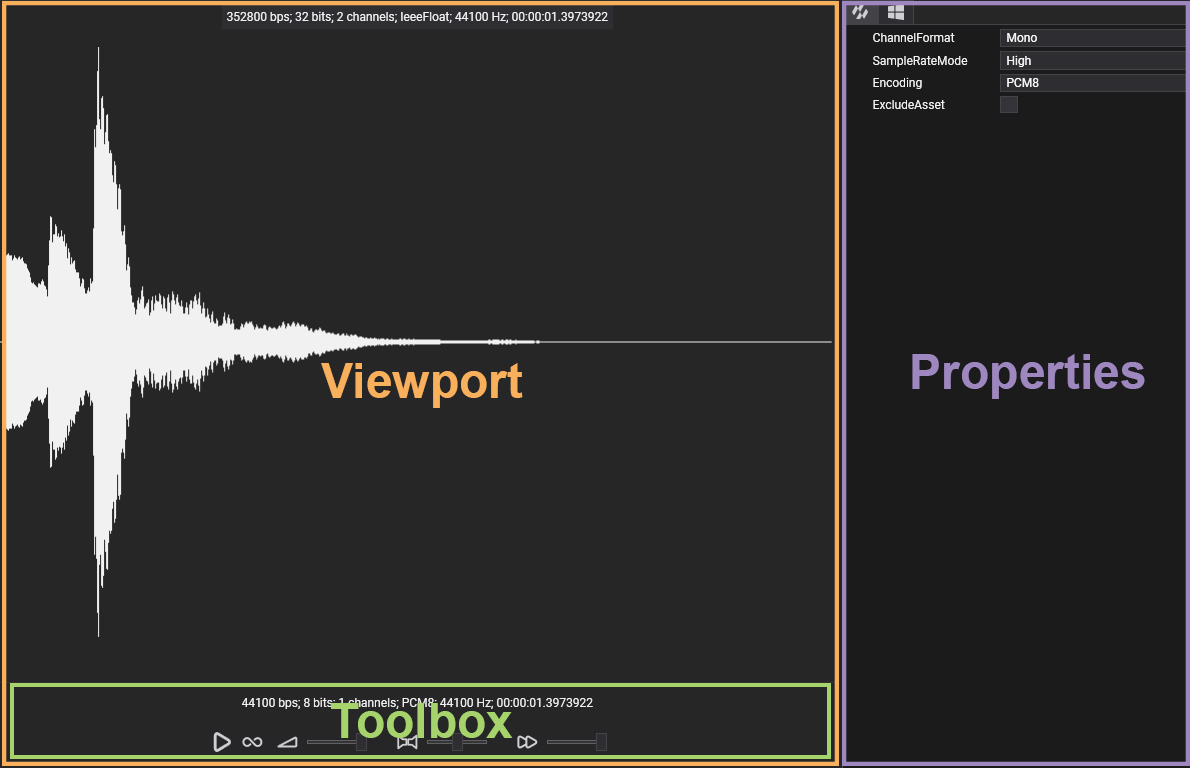 352800 bps; 32 bits; 2 channels; IeeeFloat; 44100 Hz; 00:00:01.3973922
ChannelFormat Mono
SampleRateMode High
Encoding PCM8
ExcludeAsset
Viewport
Properties
44100 bps; 8 bits; 1 channels; PCM8; 44100 Hz; 00:00:01.3973922
Toolbox